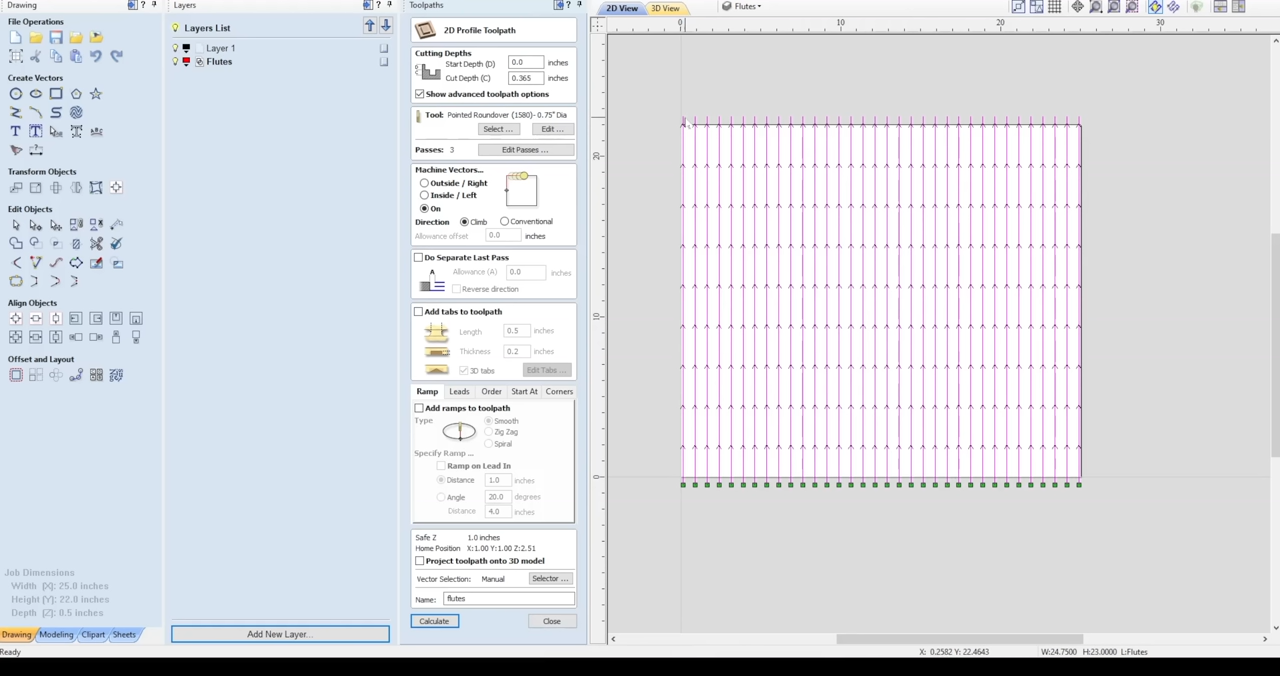 Drawing
File Operations
Create Vectors
Transform Objects
Edit Objects
Align Objects
Offset and Layout
Job Dimensions
Width (X): 25.0 inches
Height (Y): 22.0 inches
Depth (Z): 0.5 inches
Drawing Modeling Clipart Sheets
Ready
Layers
Layers List
Layer 1
Flutes
Add New Layer...
Toolpaths
2D Profile Toolpath
Cutting Depths
Start Depth (D) 0.0 inches
Cut Depth (C) 0.365 inches
Show advanced toolpath options
Tool: Pointed Roundover (1580)- 0.75" Dia
Select ... Edit ...
Passes: 3 Edit Passes ...
Machine Vectors...
Outside / Right
Inside / Left
On
Direction Climb Conventional
Allowance offset 0.0 inches
Do Separate Last Pass
Allowance (A) 0.0 inches
Reverse direction
Add tabs to toolpath
Length 0.5 inches
Thickness 0.2 inches
3D tabs Edit Tabs ...
Ramp Leads Order Start At Corners
Add ramps to toolpath
Type Smooth
Zig Zag
Spiral
Specify Ramp ...
Ramp on Lead In
Distance 1.0 inches
Angle 20.0 degrees
Distance 4.0 inches
Safe Z 1.0 inches
Home Position X:1.00 Y:1.00 Z:2.51
Project toolpath onto 3D model
Vector Selection: Manual Selector ...
Name: flutes
Calculate Close
2D View 3D View Flutes
0 10 20 30
20
10
0
X: 0.2582 Y: 22.4643 W:24.7500 H:23.0000 L:Flutes